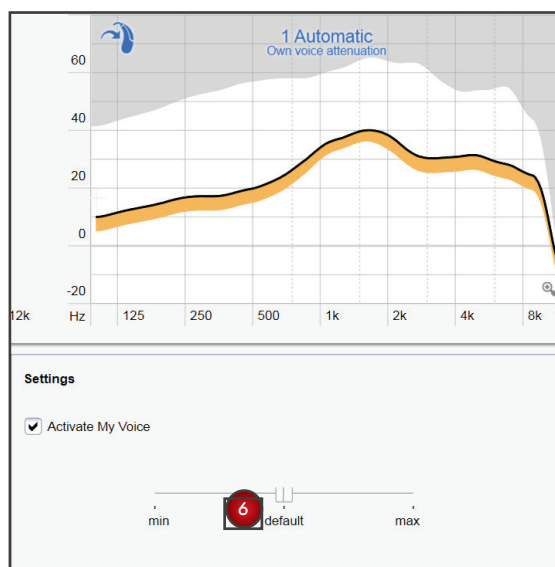 1 Automatic
Own voice attenuation
60
40
20
0
-20
12k Hz 125 250 500 1k 2k 4k 8k
Settings
Activate My Voice
6
min default max